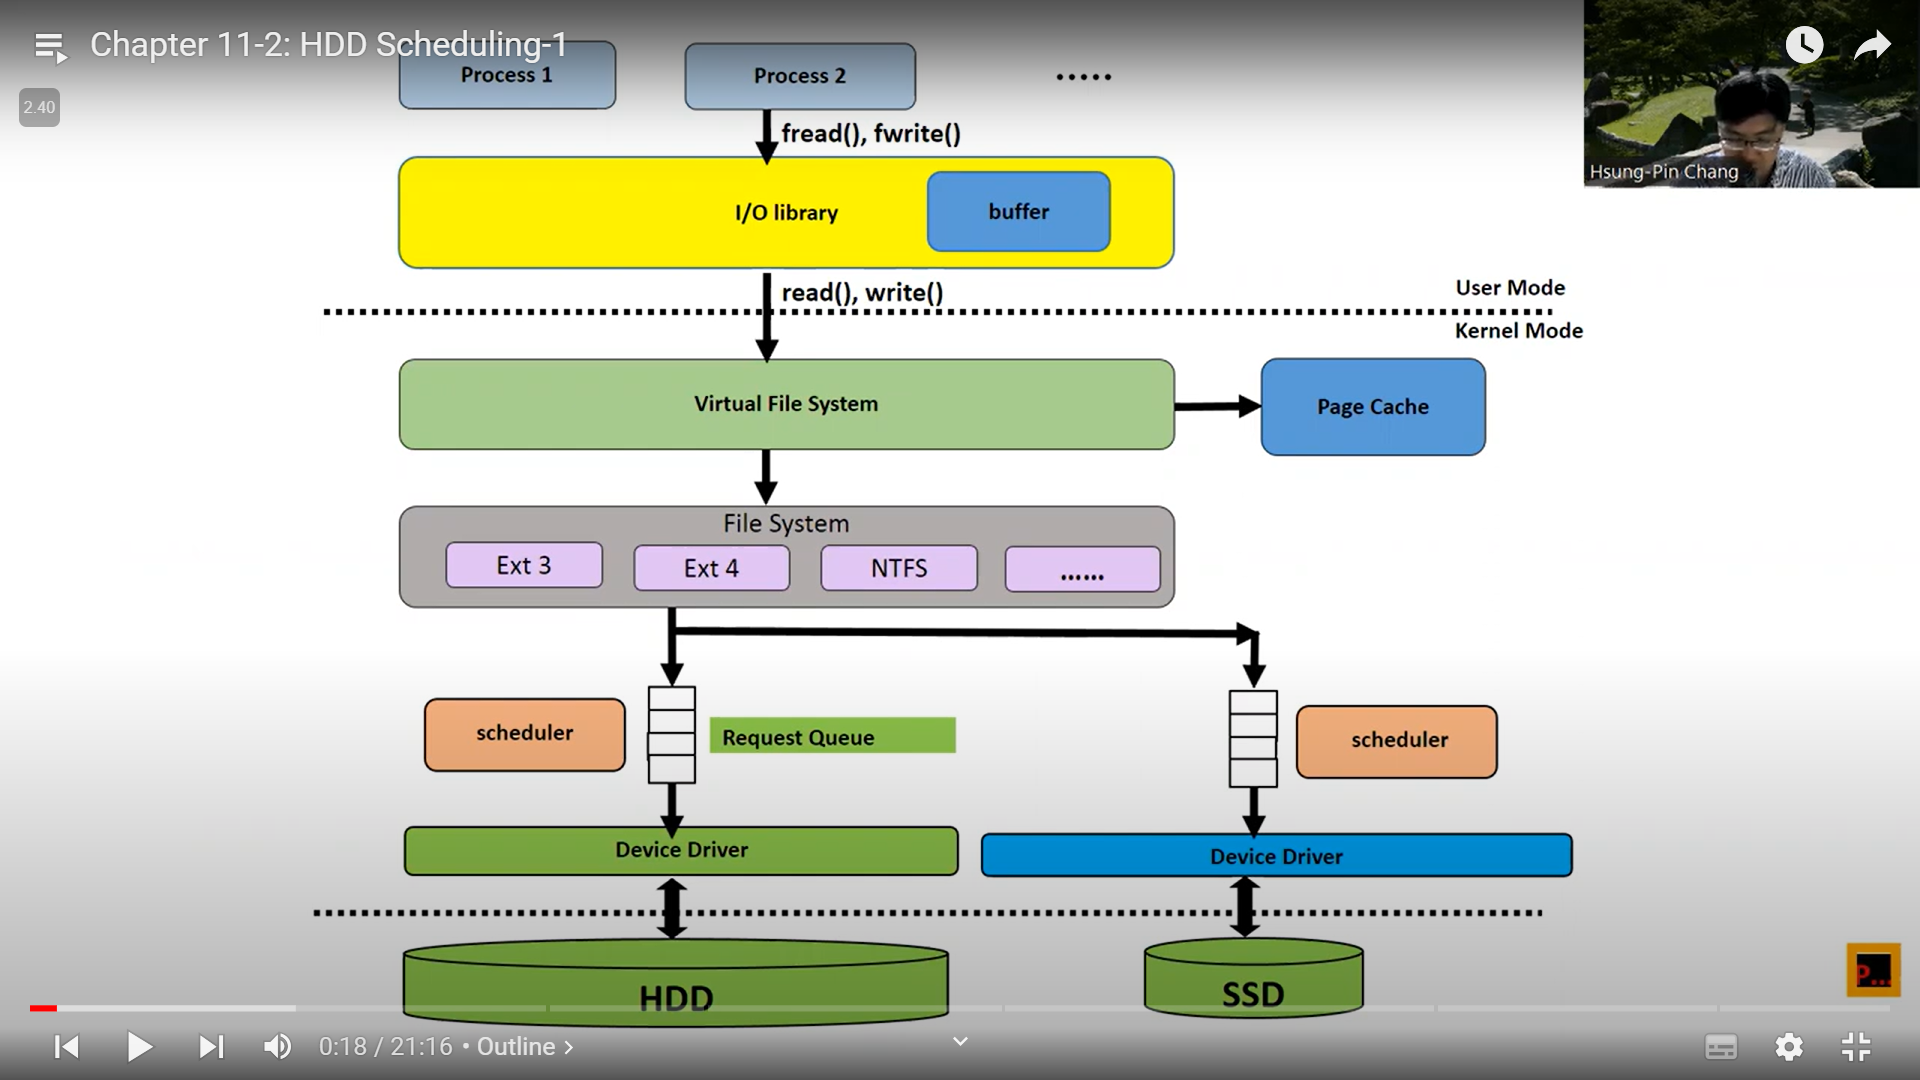 Chapter 11-2: HDD Scheduling-1
2.40
Process 1
Process 2
.....
fread(), fwrite()
Hsung-Pin Chang
I/O library
buffer
read(), write()
User Mode
Kernel Mode
Virtual File System
Page Cache
File System
Ext 3
Ext 4
NTFS
......
scheduler
Request Queue
scheduler
Device Driver
Device Driver
HDD
SSD
P...
0:18 / 21:16 • Outline >